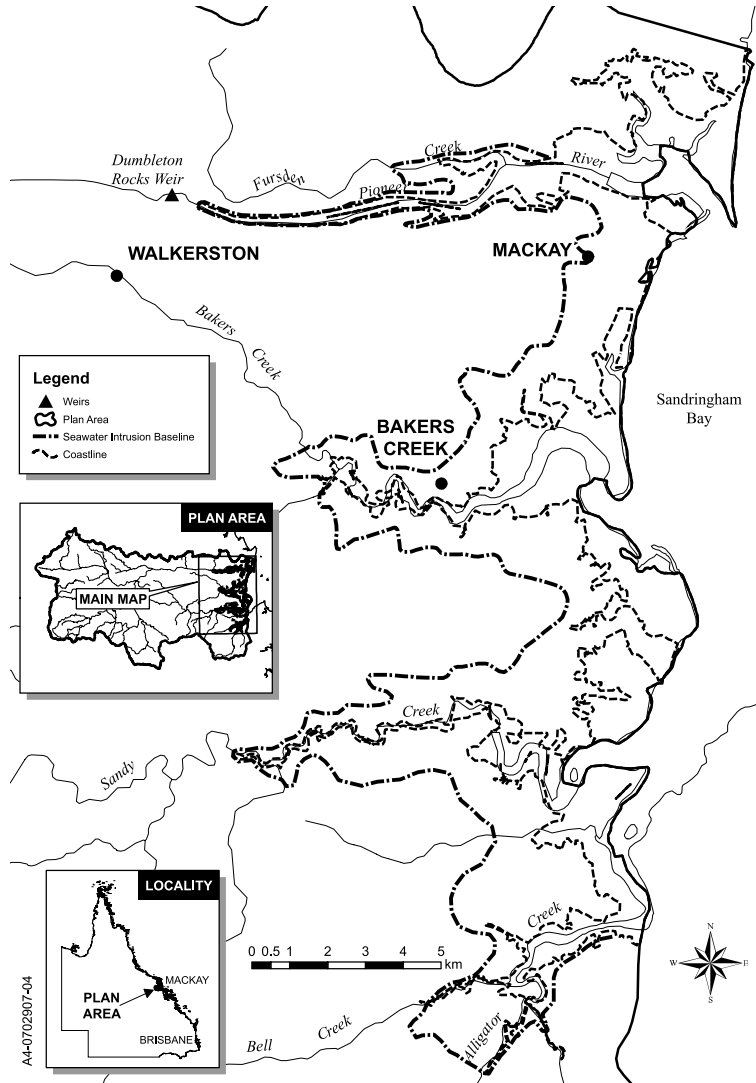 Dumbleton
Rocks Weir
Fursden
Creek
Pioneer
River
WALKERSTON
MACKAY
Bakers
Creek
Legend
Weirs
Plan Area
Seawater Intrusion Baseline
Coastline
BAKERS
CREEK
Sandringham
Bay
PLAN AREA
MAIN MAP
Creek
Sandy
LOCALITY
MACKAY
PLAN
AREA
BRISBANE
A4-0702907-04
0 0.5 1 2 3 4 5
km
Creek
Bell
Creek
Alligator
N
W
E
S